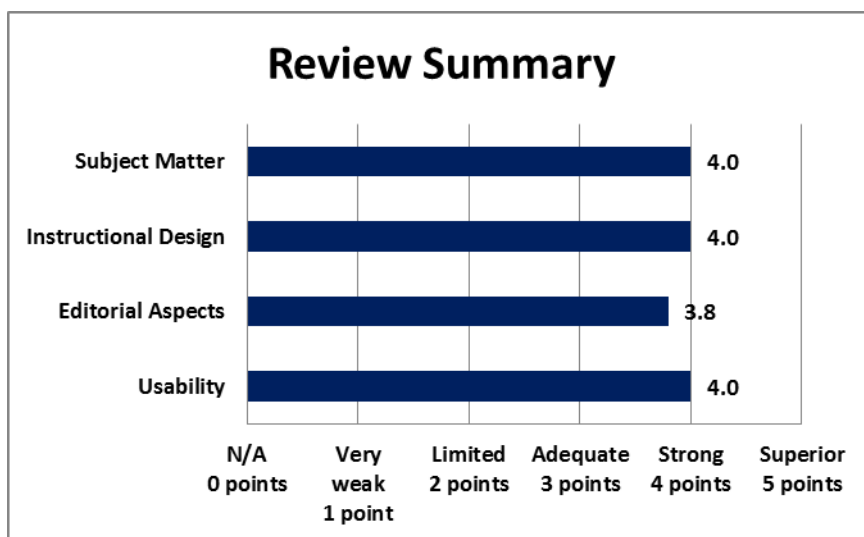 Review Summary
Subject Matter 4.0
Instructional Design 4.0
Editorial Aspects 3.8
Usability 4.0
N/A Very Limited Adequate Strong Superior
0 points weak 2 points 3 points 4 points 5 points
1 point